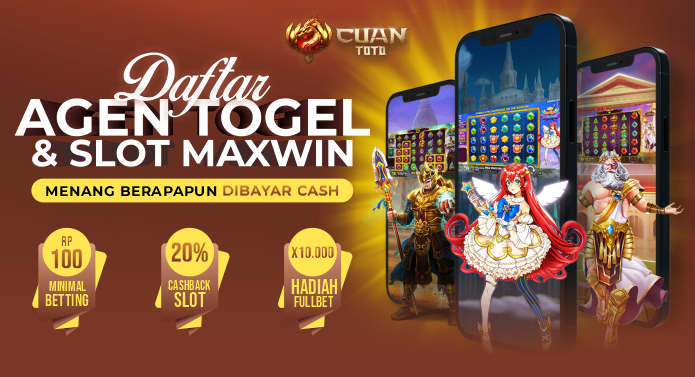 CUAN
TOTO
Daftar
AGEN TOGEL
& SLOT MAXWIN
MENANG BERAPAPUN DIBAYAR CASH
RP
100
MINIMAL
BETTING
20%
CASHBACK
SLOT
X10.000
HADIAH
FULLBET